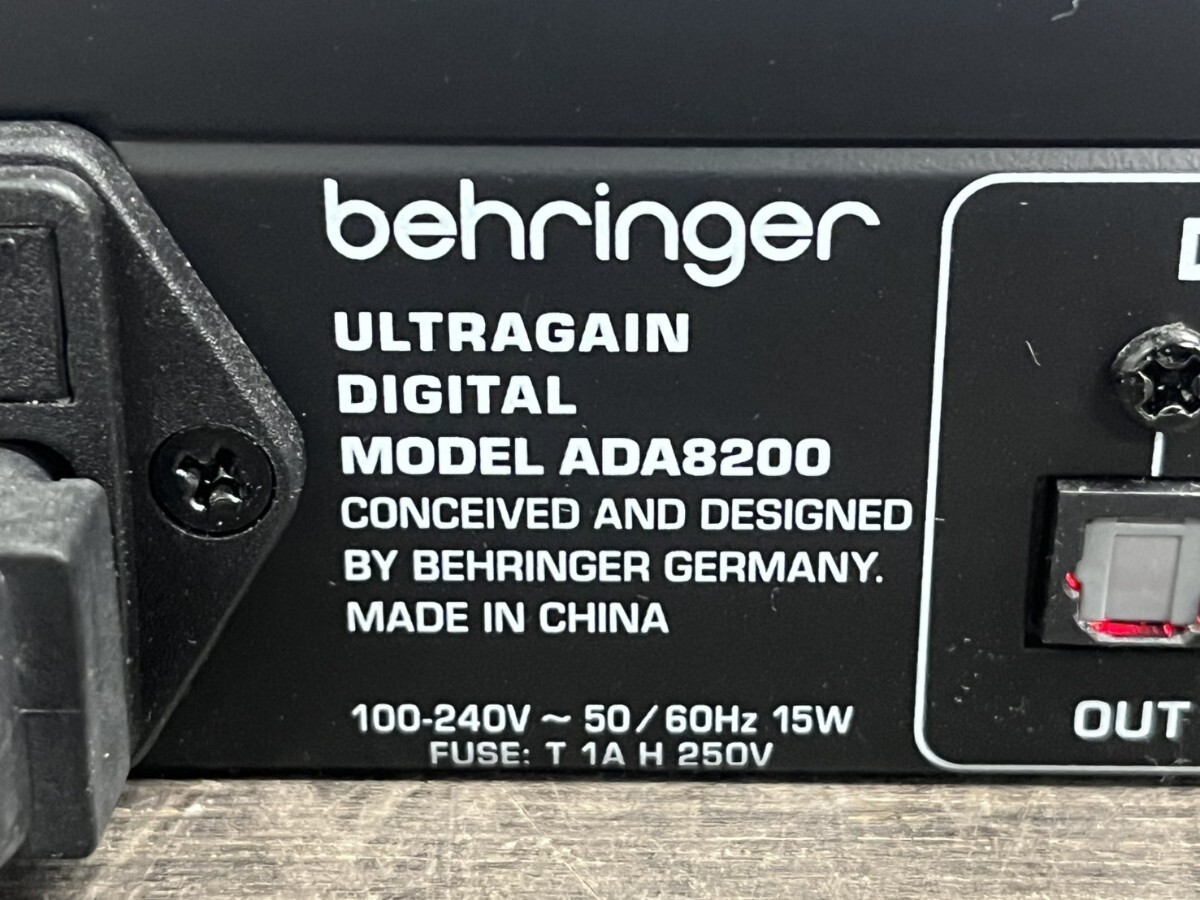 behringer
ULTRAGAIN
DIGITAL
MODEL ADA8200
CONCEIVED AND DESIGNED
BY BEHRINGER GERMANY.
MADE IN CHINA
100-240V ~ 50/60Hz 15W
FUSE: T 1A H 250V
OUT